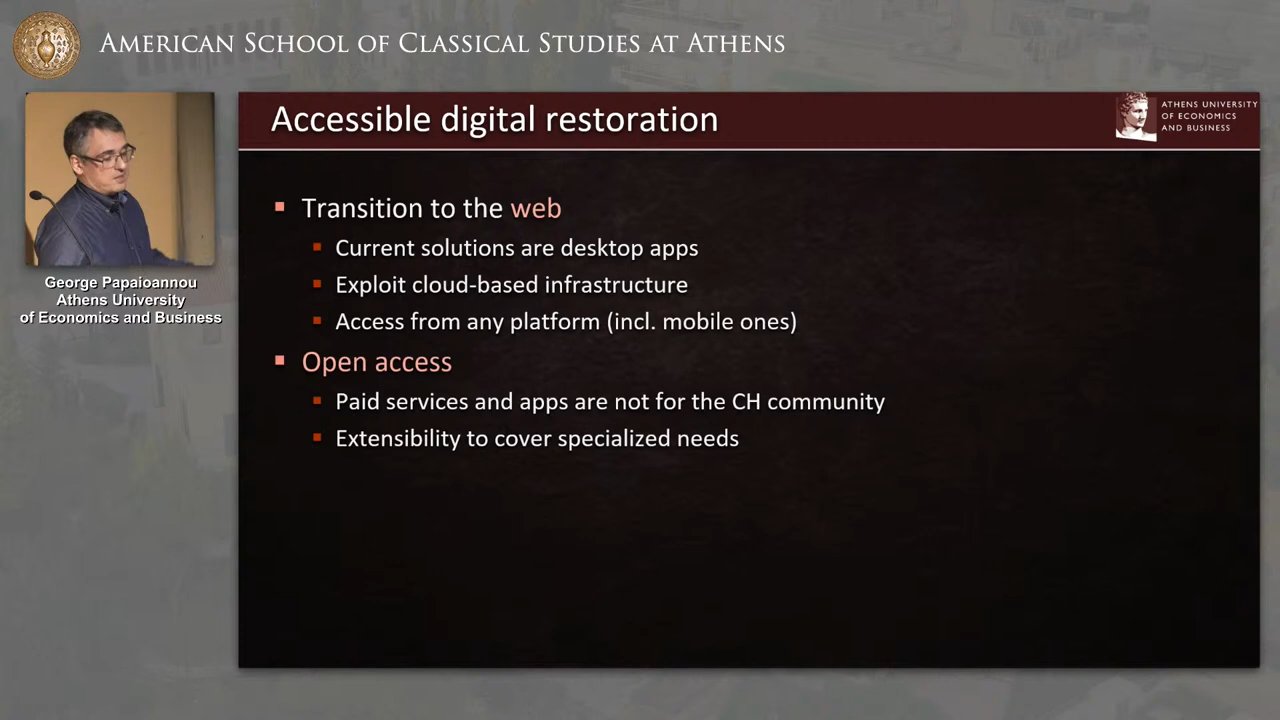 AMERICAN SCHOOL OF CLASSICAL STUDIES AT ATHENS
George Papaioannou
Athens University
of Economics and Business
Accessible digital restoration
ATHENS UNIVERSITY
OF ECONOMICS
AND BUSINESS
Transition to the web
Current solutions are desktop apps
Exploit cloud-based infrastructure
Access from any platform (incl. mobile ones)
Open access
Paid services and apps are not for the CH community
Extensibility to cover specialized needs